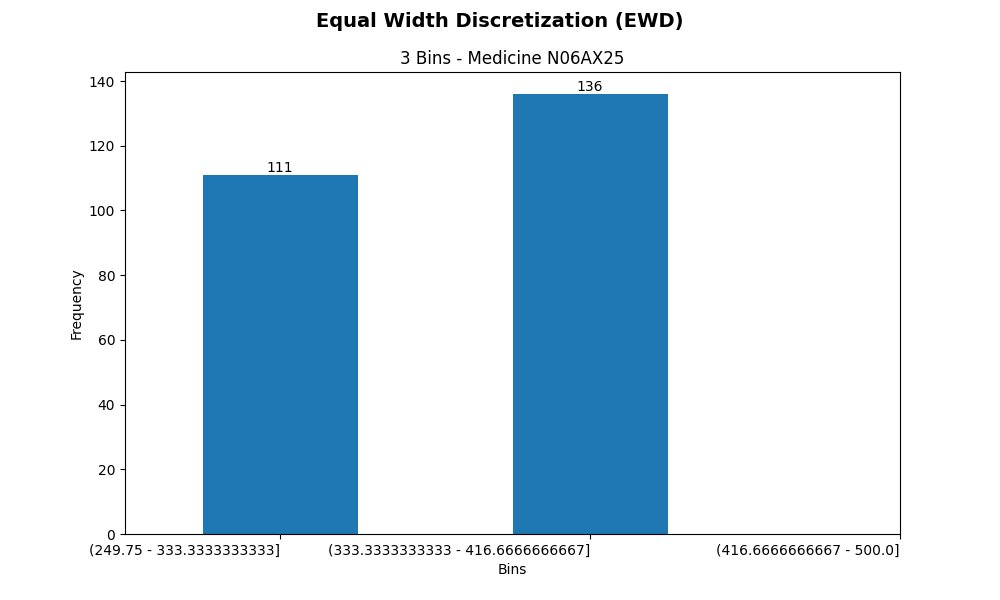 Equal Width Discretization (EWD)
3 Bins - Medicine N06AX25
140
120
100
80
60
40
20
0
Frequency
111
136
(249.75 - 333.3333333333]
(333.3333333333 - 416.6666666667]
(416.6666666667 - 500.0]
Bins